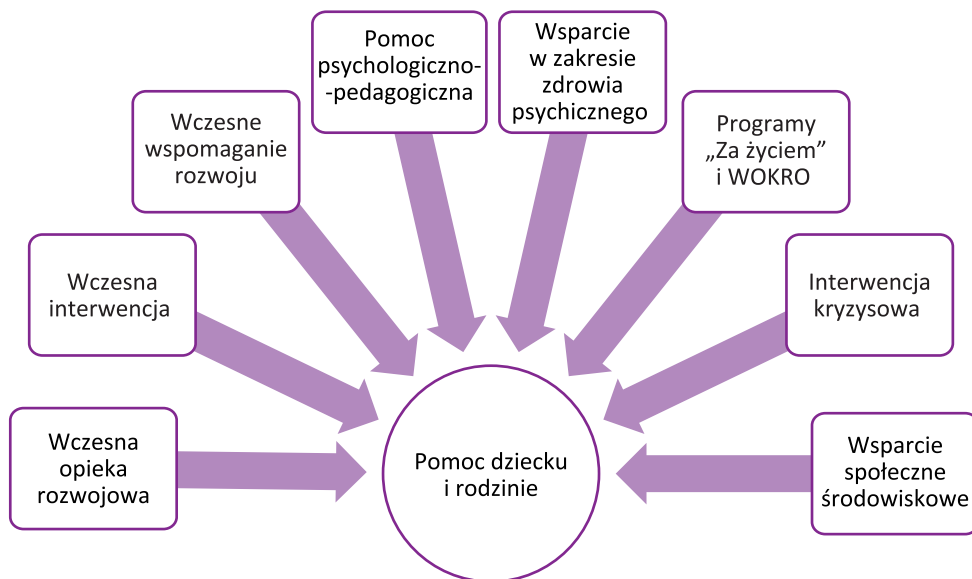 Pomoc
psychologiczno-
-pedagogiczna
Wsparcie
w zakresie
zdrowia
psychicznego
Wczesne
wspomaganie
rozwoju
Programy
„Za życiem”
i WOKRO
Wczesna
interwencja
Interwencja
kryzysowa
Wczesna
opieka
rozwojowa
Pomoc dziecku
i rodzinie
Wsparcie
społeczne
środowiskowe